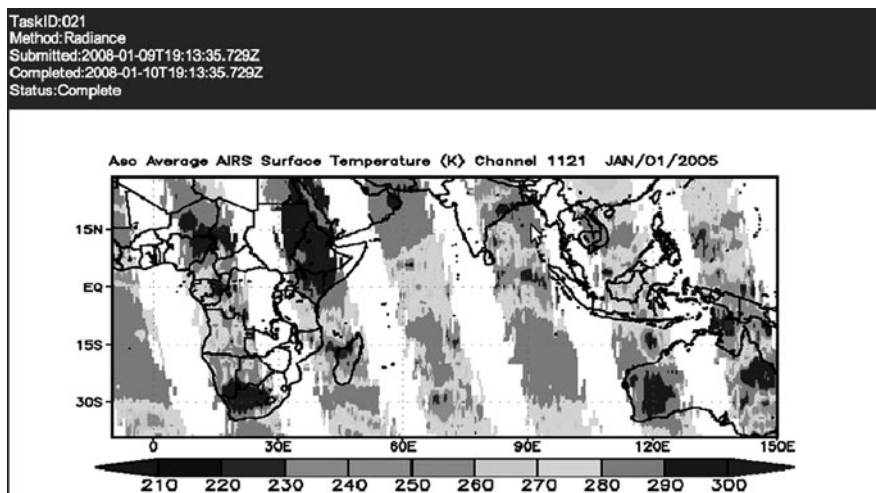 TaskID:021
Method:Radiance
Submitted:2008-01-09T19:13:35.729Z
Completed:2008-01-10T19:13:35.729Z
Status:Complete
Asc Average AIRS Surface Temperature (K) Channel 1121 JAN/01/2005
15N
EQ
15S
30S
0 30E 60E 90E 120E 150E
210 220 230 240 250 260 270 280 290 300